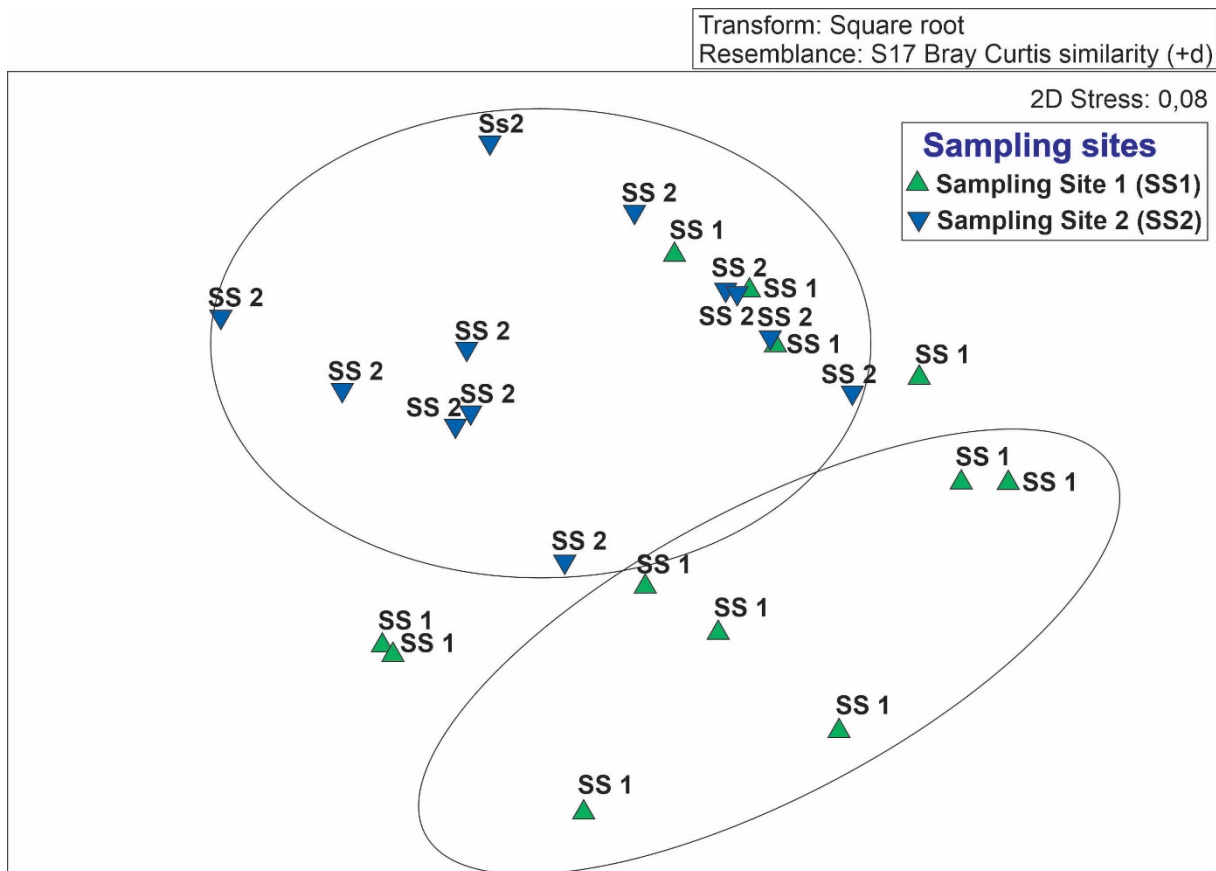 Transform: Square root
Resemblance: S17 Bray Curtis similarity (+d)
2D Stress: 0,08
Sampling sites
Sampling Site 1 (SS1)
Sampling Site 2 (SS2)
Ss2
SS 2
SS 1
SS 2
SS 1
SS 2
SS 2
SS 2
SS 1
SS 2
SS 1
SS 2
SS 2
SS 2
SS 2
SS 1
SS 1
SS 2
SS 1
SS 1
SS 1
SS 1
SS 1
SS 1